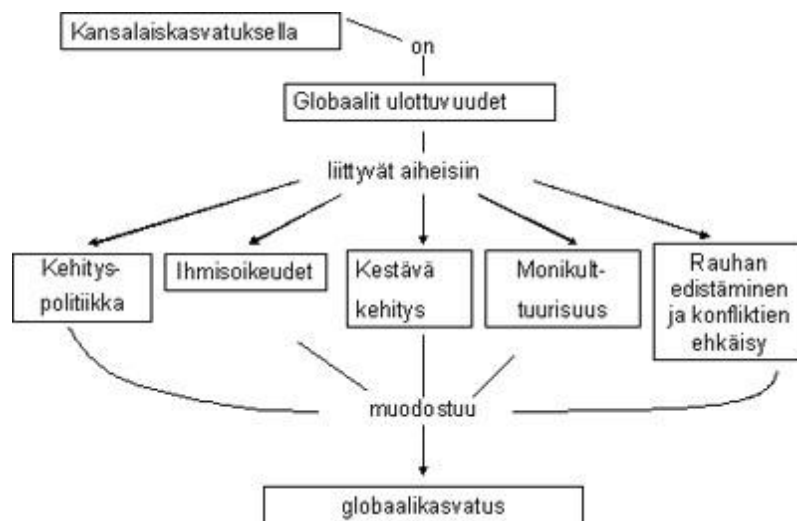 Kansalaiskasvatuksella
on
Globaalit ulottuvuudet
liittyvät aiheisiin
Kehitys-
politiikka
Ihmisoikeudet
Kestävä
kehitys
Monikult-
tuurisuus
Rauhan
edistäminen
ja konfliktien
ehkäisy
muodostuu
globaalikasvatus